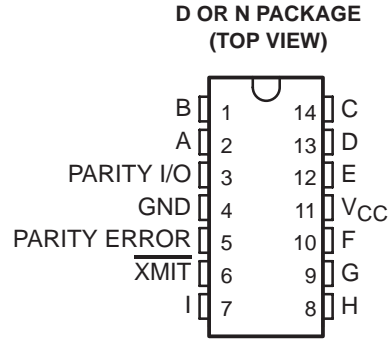 D OR N PACKAGE
(TOP VIEW)
B 1 14 C
A 2 13 D
PARITY I/O 3 12 E
GND 4 11 VCC
PARITY ERROR 5 10 F
XMIT 6 9 G
I 7 8 H